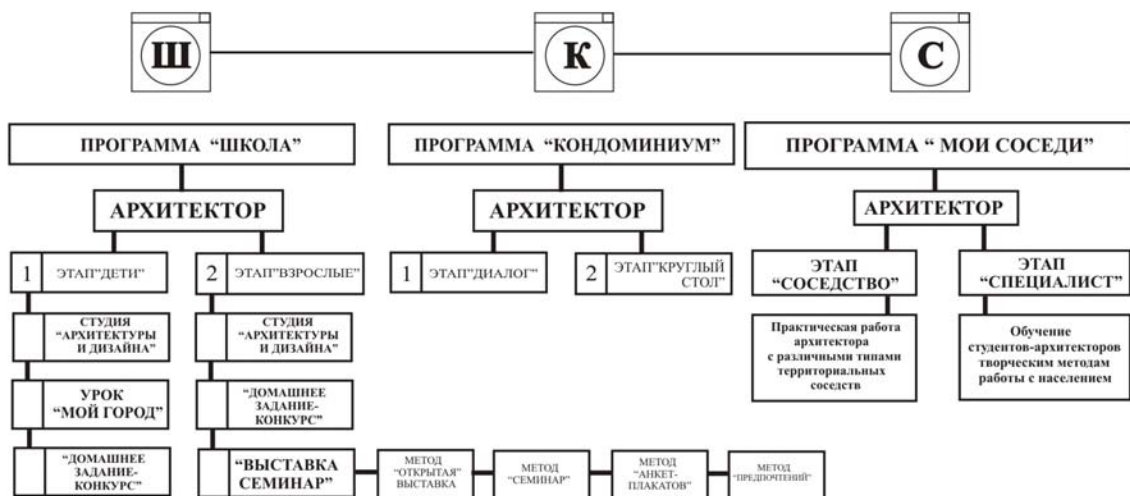 Ш
К
С
ПРОГРАММА “ШКОЛА”
АРХИТЕКТОР
1
ЭТАП”ДЕТИ”
СТУДИЯ
“АРХИТЕКТУРЫ
И ДИЗАЙНА”
УРОК
“МОЙ ГОРОД”
“ДОМАШНЕЕ
ЗАДАНИЕ-
КОНКУРС”
2
ЭТАП”ВЗРОСЛЫЕ”
СТУДИЯ
“АРХИТЕКТУРЫ
И ДИЗАЙНА”
“ДОМАШНЕЕ
ЗАДАНИЕ-
КОНКУРС”
“ВЫСТАВКА
СЕМИНАР”
МЕТОД
“ОТКРЫТАЯ”
ВЫСТАВКА
МЕТОД
“СЕМИНАР”
МЕТОД
“АНКЕТ-
ПЛАКАТОВ”
МЕТОД
“ПРЕДПОЧТЕНИЙ”
ПРОГРАММА “КОНДОМИНИУМ”
АРХИТЕКТОР
1
ЭТАП”ДИАЛОГ”
2
ЭТАП”КРУГЛЫЙ
СТОЛ”
ПРОГРАММА “ МОИ СОСЕДИ”
АРХИТЕКТОР
ЭТАП
“СОСЕДСТВО”
Практическая работа
архитектора
с различными типами
территориальных
соседств
ЭТАП
“СПЕЦИАЛИСТ”
Обучение
студентов-архитекторов
творческим методам
работы с населением